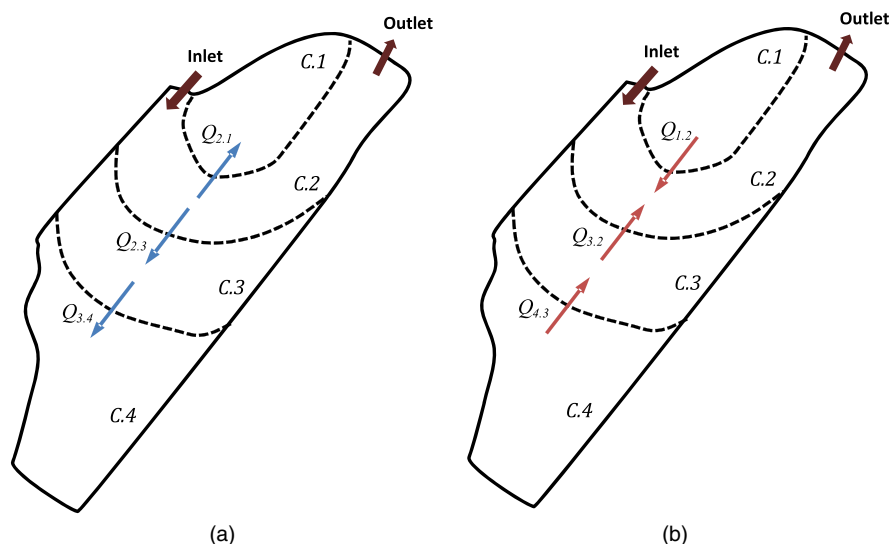 Inlet
Outlet
C.1
Q2.1
C.2
Q2.3
C.3
Q3.4
C.4
(a)
Inlet
Outlet
C.1
Q1.2
C.2
Q3.2
C.3
Q4.3
C.4
(b)